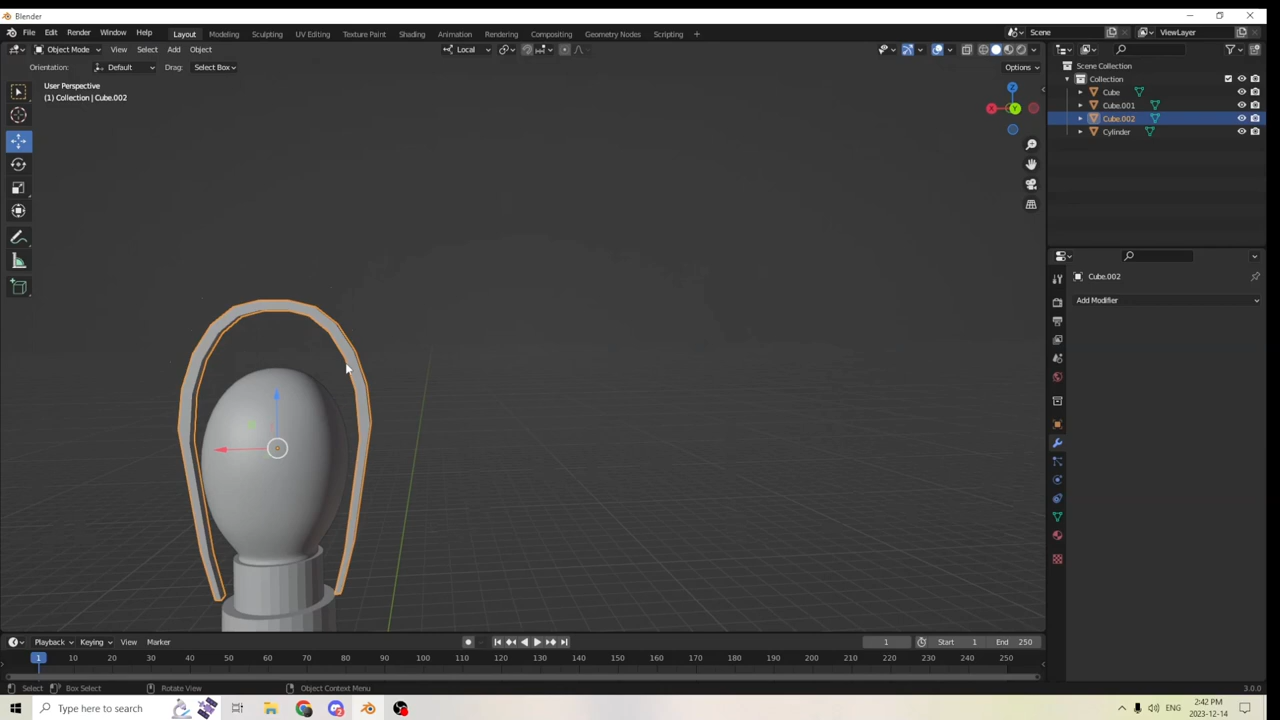 Blender
File Edit Render Window Help Layout Modeling Sculpting UV Editing Texture Paint Shading Animation Rendering Compositing Geometry Nodes Scripting + Scene ViewLayer
Object Mode View Select Add Object Local
Orientation: Default Drag: Select Box Options
User Perspective
(1) Collection | Cube.002
Z
X
Y
Scene Collection
Collection
Cube
Cube.001
Cube.002
Cylinder
Cube.002
Add Modifier
Playback Keying View Marker 1 Start 1 End 250
1 10 20 30 40 50 60 70 80 90 100 110 120 130 140 150 160 170 180 190 200 210 220 230 240 250
Select Box Select Rotate View Object Context Menu 3.0.0
Type here to search ENG 2:42 PM
2023-12-14